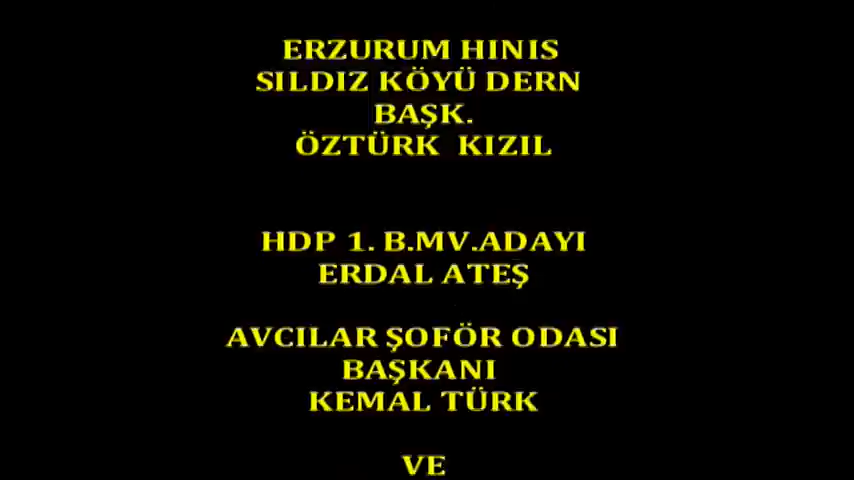 ERZURUM HINIS
SILDIZ KÖYÜ DERN
BAŞK.
ÖZTÜRK KIZIL
HDP 1. B.MV.ADAYI
ERDAL ATEŞ
AVCILAR ŞOFÖR ODASI
BAŞKANI
KEMAL TÜRK
VE